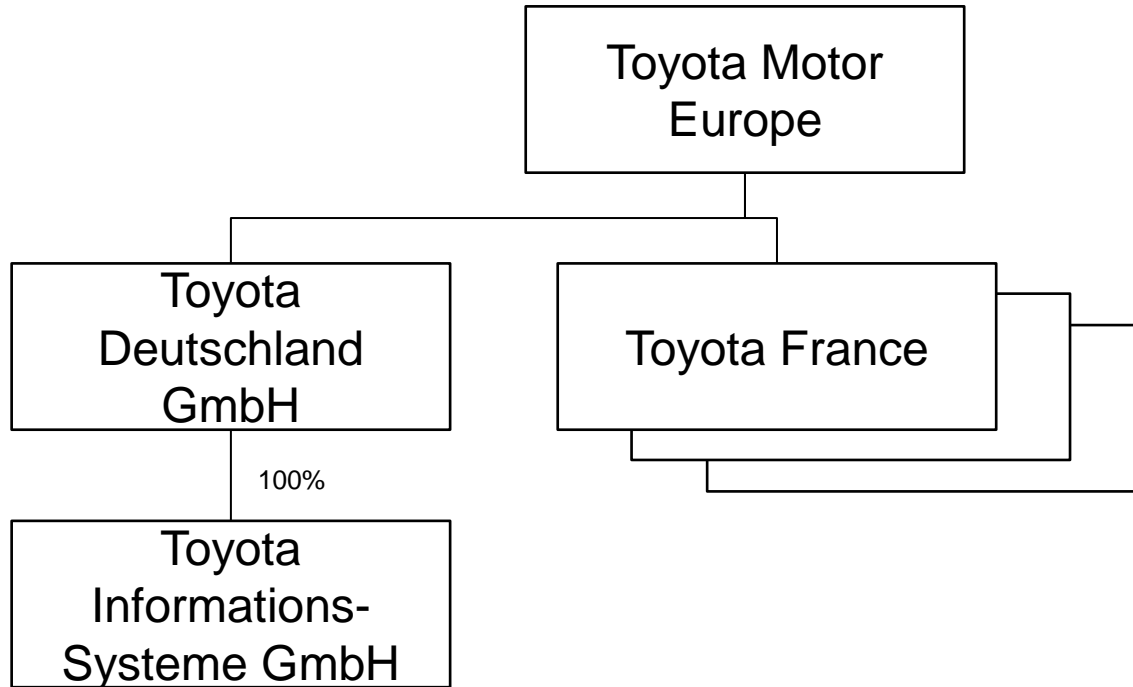 Toyota Motor
Europe
Toyota
Deutschland
GmbH
Toyota France
100%
Toyota
Informations-
Systeme GmbH